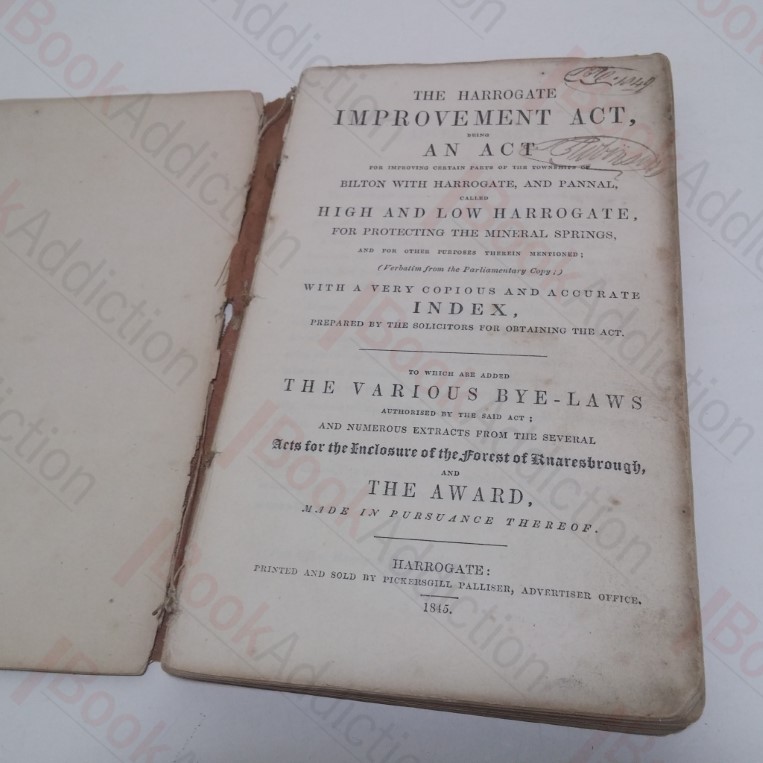 THE HARROGATE
IMPROVEMENT ACT,
BEING
AN ACT
FOR IMPROVING CERTAIN PARTS OF THE TOWNSHIPS OF
BILTON WITH HARROGATE, AND PANNAL,
CALLED
HIGH AND LOW HARROGATE,
FOR PROTECTING THE MINERAL SPRINGS,
AND FOR OTHER PURPOSES THEREIN MENTIONED;
(Verbatim from the Parliamentary Copy:)
WITH A VERY COPIOUS AND ACCURATE
INDEX,
PREPARED BY THE SOLICITORS FOR OBTAINING THE ACT.
TO WHICH ARE ADDED
THE VARIOUS BYE-LAWS
AUTHORISED BY THE SAID ACT;
AND NUMEROUS EXTRACTS FROM THE SEVERAL
Acts for the Inclosure of the Forest of Knaresbrough,
AND
THE AWARD,
MADE IN PURSUANCE THEREOF.
HARROGATE:
PRINTED AND SOLD BY PICKERSGILL PALLISER, ADVERTISER OFFICE.
1845.
BookAddiction